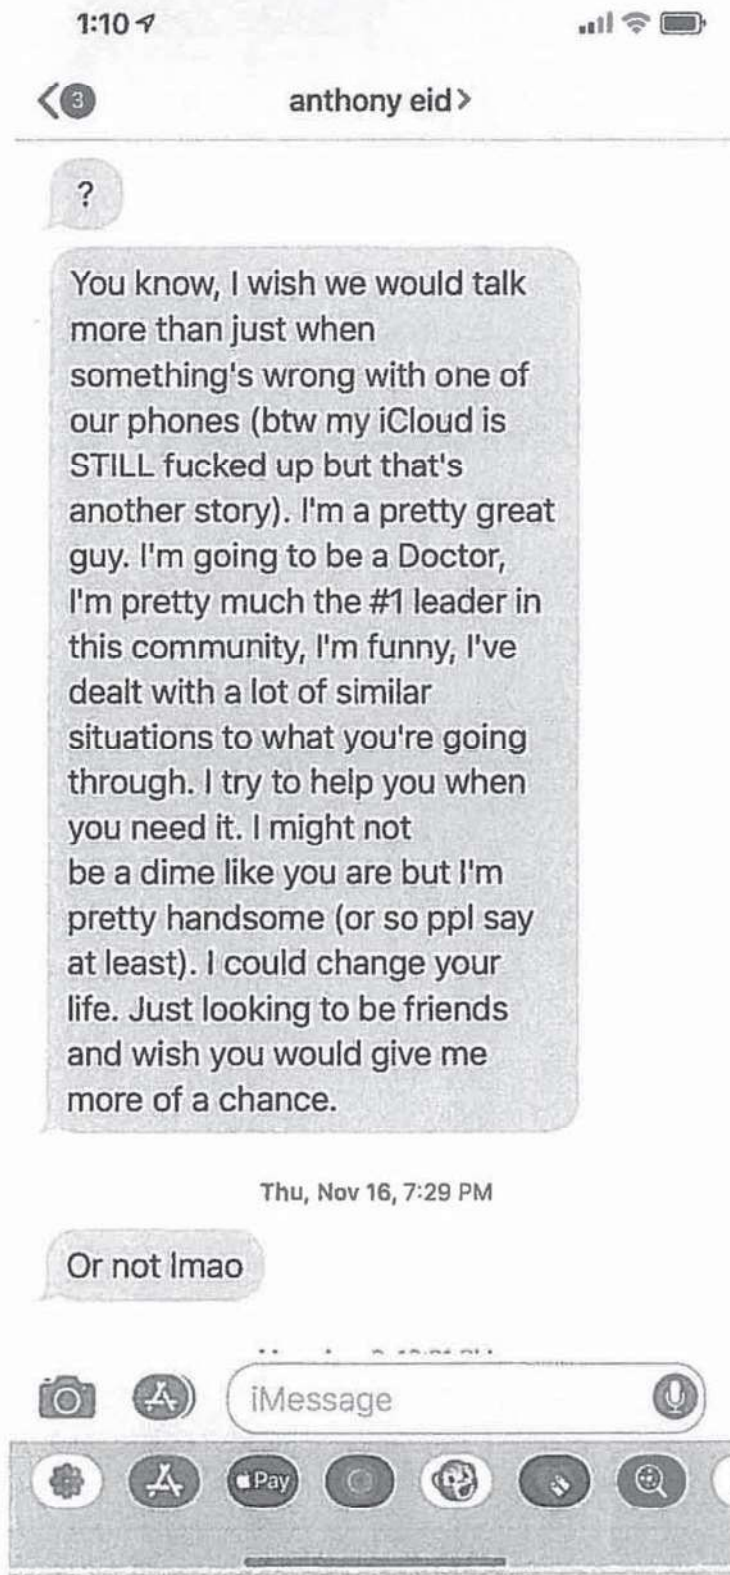 1:10
3
anthony eid
?
You know, I wish we would talk
more than just when
something's wrong with one of
our phones (btw my iCloud is
STILL fucked up but that's
another story). I'm a pretty great
guy. I'm going to be a Doctor,
I'm pretty much the #1 leader in
this community, I'm funny, I've
dealt with a lot of similar
situations to what you're going
through. I try to help you when
you need it. I might not
be a dime like you are but I'm
pretty handsome (or so ppl say
at least). I could change your
life. Just looking to be friends
and wish you would give me
more of a chance.
Thu, Nov 16, 7:29 PM
Or not lmao
iMessage
Pay